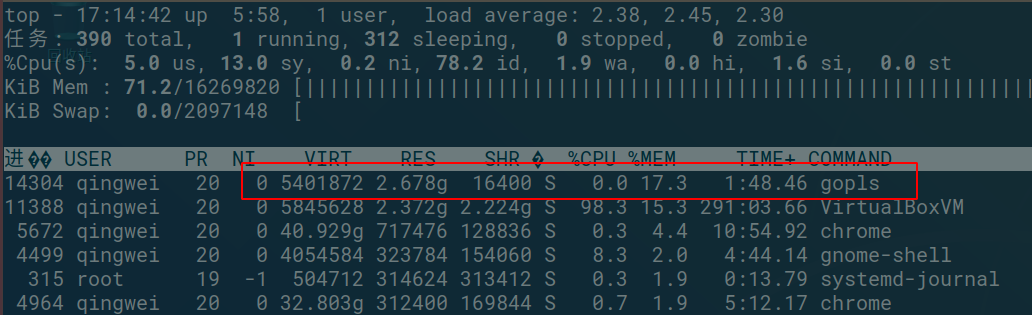 top - 17:14:42 up  5:58,  1 user,  load average: 2.38, 2.45, 2.30
任务: 390 total,   1 running, 312 sleeping,   0 stopped,   0 zombie
%Cpu(s):  5.0 us, 13.0 sy,  0.2 ni, 78.2 id,  1.9 wa,  0.0 hi,  1.6 si,  0.0 st
KiB Mem : 71.2/16269820 [||||||||||||||||||||||||||||||||||||||||||||||||||||||||||||
KiB Swap:  0.0/2097148  [
进�� USER      PR  NI    VIRT    RES    SHR �  %CPU %MEM     TIME+ COMMAND
14304 qingwei   20   0 5401872 2.678g  16400 S   0.0 17.3   1:48.46 gopls
11388 qingwei   20   0 5845628 2.372g 2.224g S  98.3 15.3 291:03.66 VirtualBoxVM
5672 qingwei   20   0 40.929g 717476 128836 S   0.3  4.4  10:54.92 chrome
4499 qingwei   20   0 4054584 323784 154060 S   8.3  2.0   4:44.14 gnome-shell
315 root      19  -1  504712 314624 313412 S   0.3  1.9   0:13.79 systemd-journal
4964 qingwei   20   0 32.803g 312400 169844 S   0.7  1.9   5:12.17 chrome